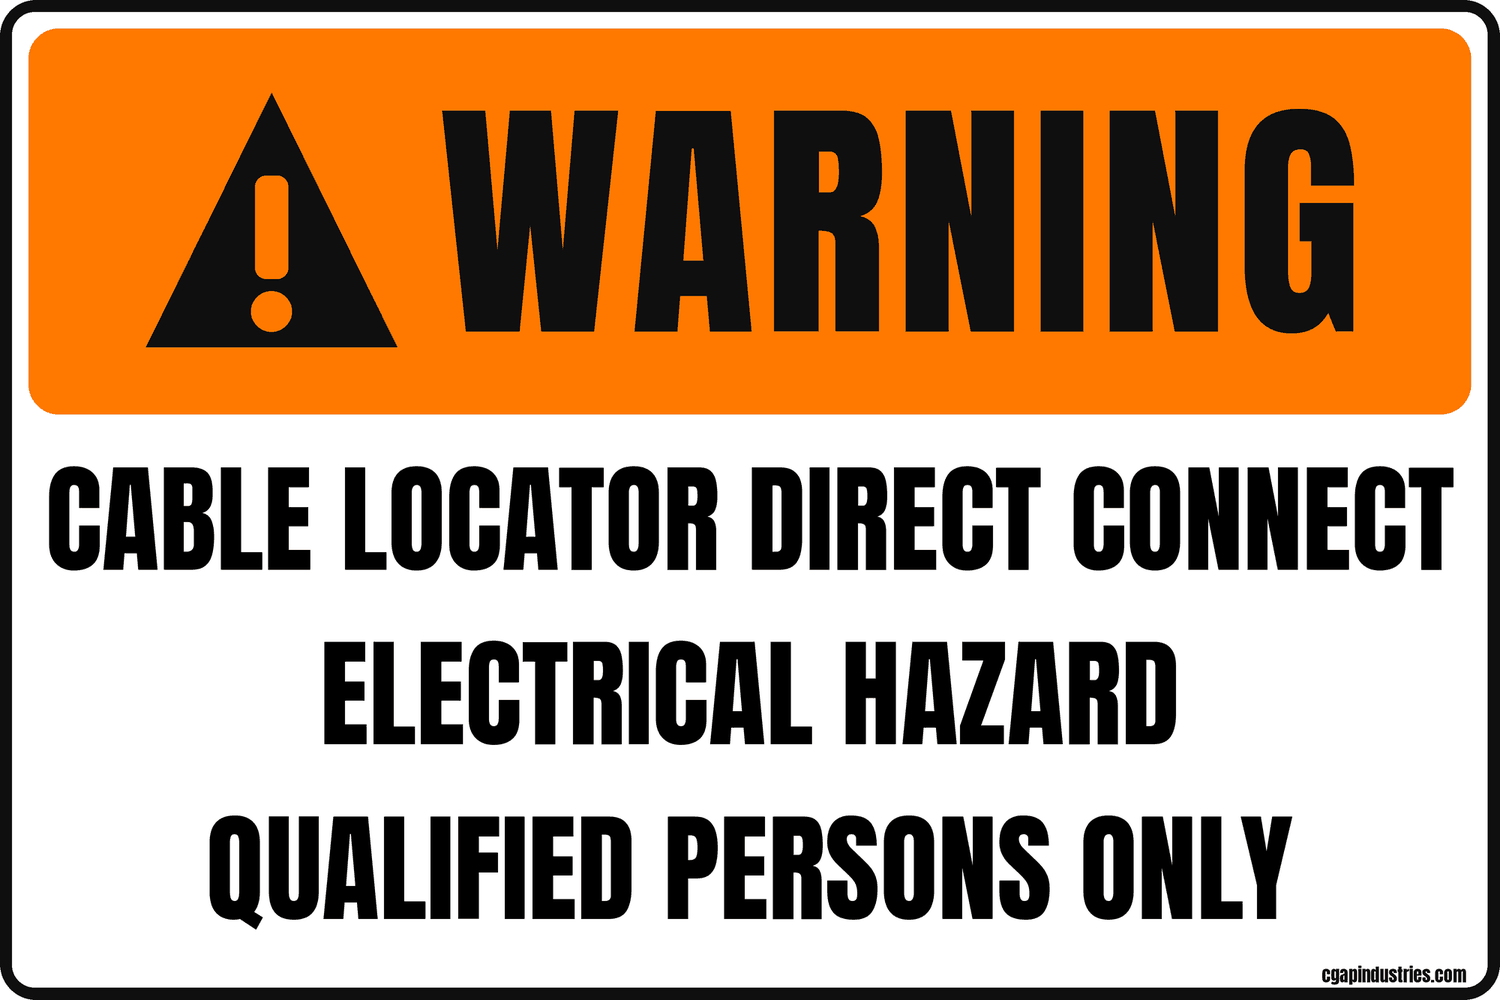 WARNING
CABLE LOCATOR DIRECT CONNECT
ELECTRICAL HAZARD
QUALIFIED PERSONS ONLY
cgapindustries.com